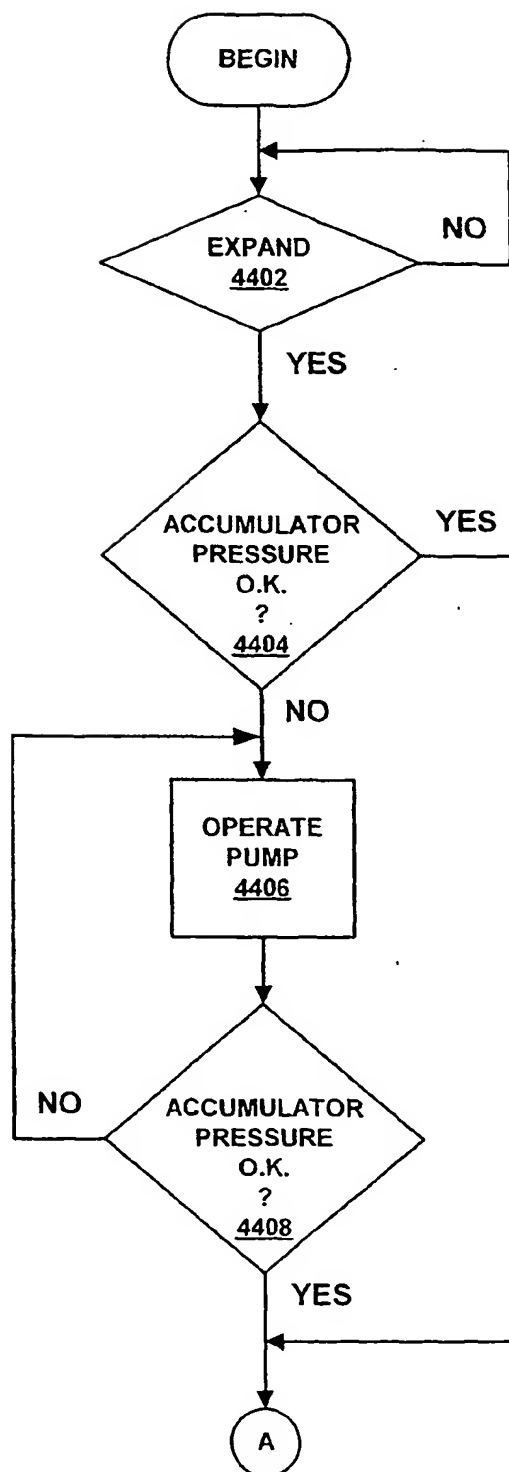 BEGIN
EXPAND
4402
NO
YES
ACCUMULATOR
PRESSURE
O.K.
?
4404
YES
NO
OPERATE
PUMP
4406
ACCUMULATOR
PRESSURE
O.K.
?
4408
NO
YES
A